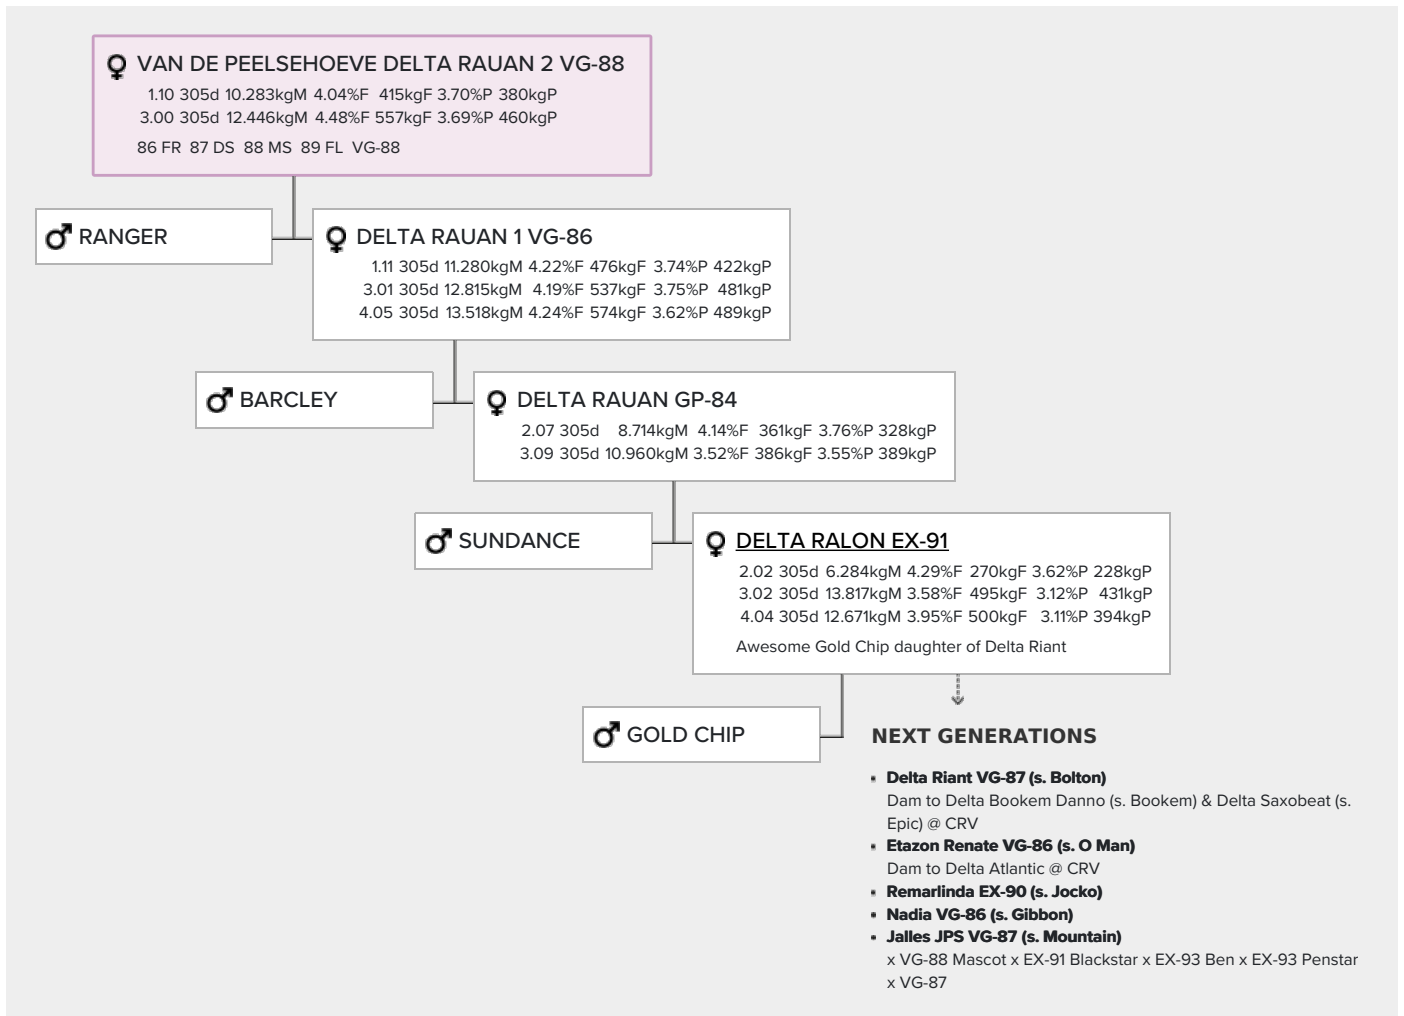 VAN DE PEELSEHOEVE DELTA RAUAN 2 VG-88
1.10 305d 10.283kgM 4.04%F 415kgF 3.70%P 380kgP
3.00 305d 12.446kgM 4.48%F 557kgF 3.69%P 460kgP
86 FR 87 DS 88 MS 89 FL VG-88
RANGER
DELTA RAUAN 1 VG-86
1.11 305d 11.280kgM 4.22%F 476kgF 3.74%P 422kgP
3.01 305d 12.815kgM 4.19%F 537kgF 3.75%P 481kgP
4.05 305d 13.518kgM 4.24%F 574kgF 3.62%P 489kgP
BARCLEY
DELTA RAUAN GP-84
2.07 305d 8.714kgM 4.14%F 361kgF 3.76%P 328kgP
3.09 305d 10.960kgM 3.52%F 386kgF 3.55%P 389kgP
SUNDANCE
DELTA RALON EX-91
2.02 305d 6.284kgM 4.29%F 270kgF 3.62%P 228kgP
3.02 305d 13.817kgM 3.58%F 495kgF 3.12%P 431kgP
4.04 305d 12.671kgM 3.95%F 500kgF 3.11%P 394kgP
Awesome Gold Chip daughter of Delta Riant
GOLD CHIP
NEXT GENERATIONS
Delta Riant VG-87 (s. Bolton)
Dam to Delta Bookem Danno (s. Bookem) & Delta Saxobeat (s.
Epic) @ CRV
Etazon Renate VG-86 (s. O Man)
Dam to Delta Atlantic @ CRV
Remarlinda EX-90 (s. Jocko)
Nadia VG-86 (s. Gibbon)
Jalles JPS VG-87 (s. Mountain)
x VG-88 Mascot x EX-91 Blackstar x EX-93 Ben x EX-93 Penstar
x VG-87